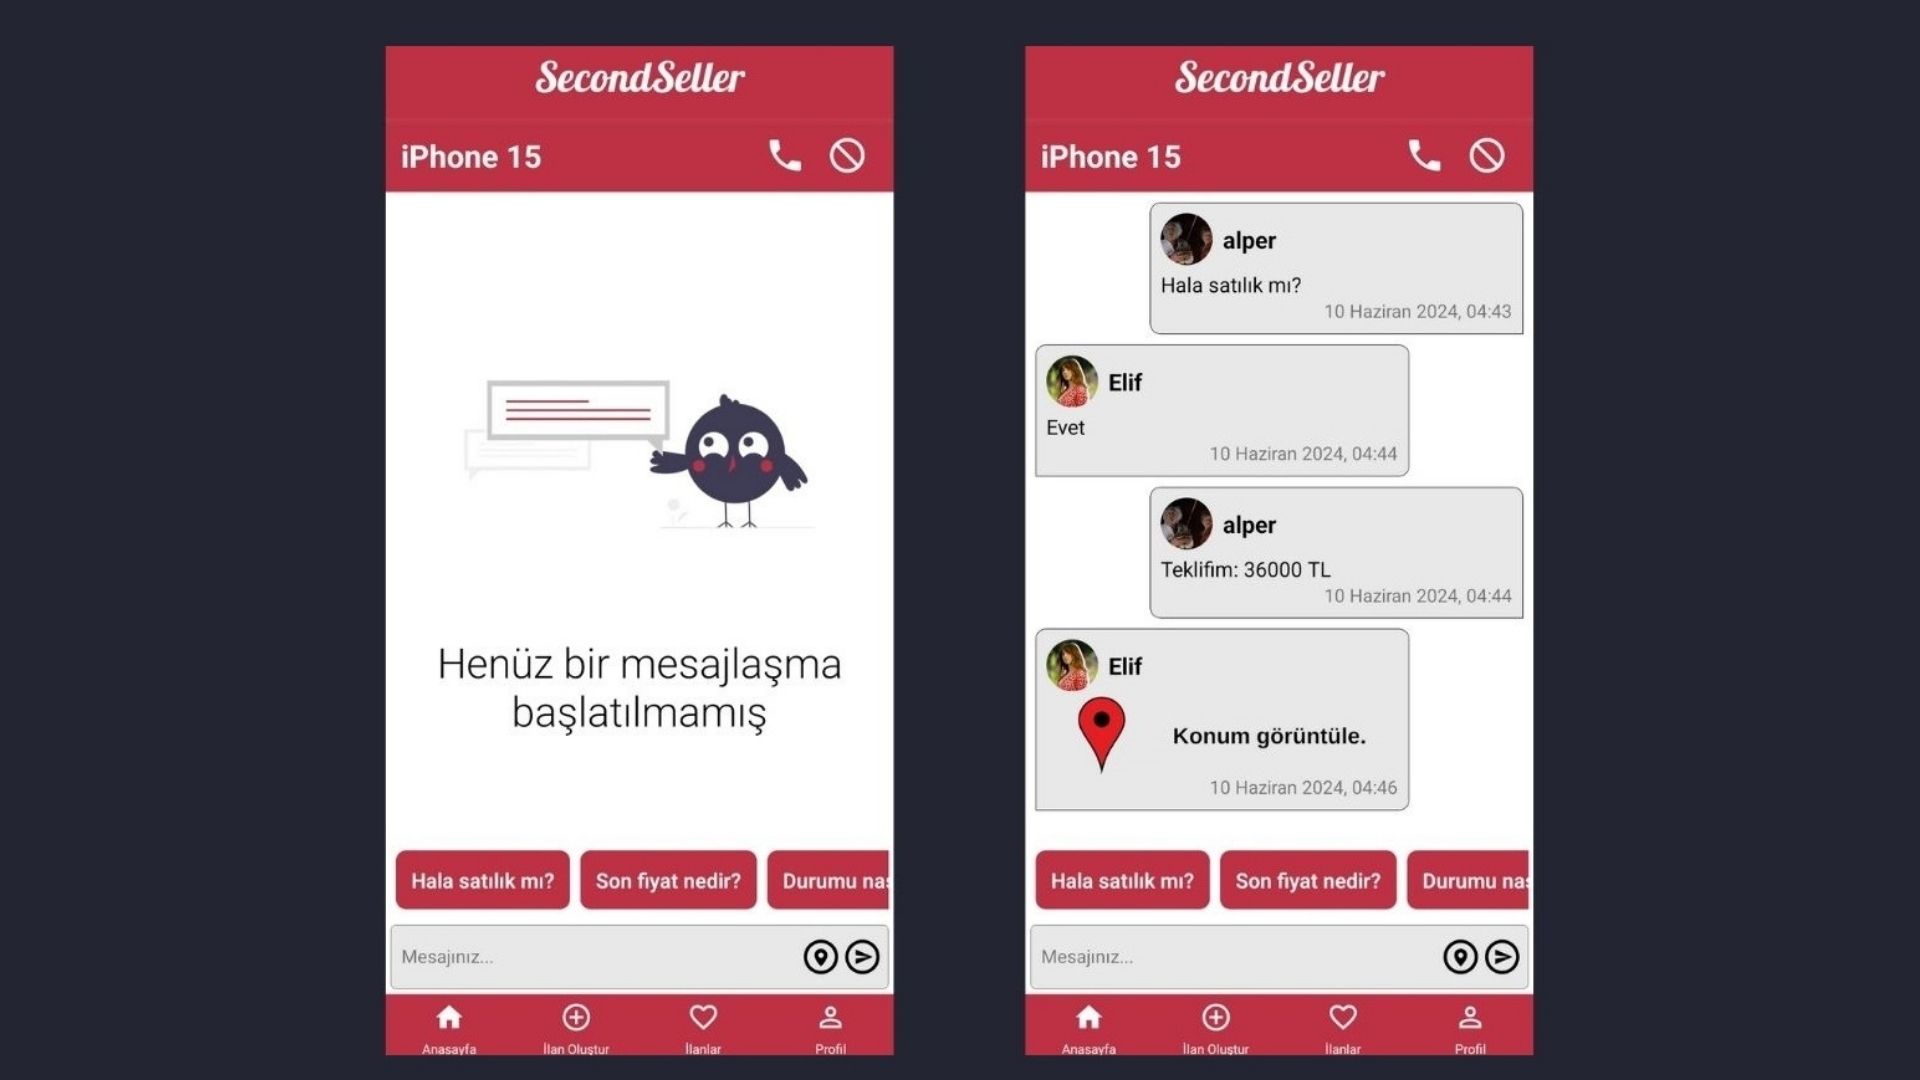 SecondSeller
iPhone 15
Henüz bir mesajlaşma
başlatılmamış
Hala satılık mı?
Son fiyat nedir?
Durumu nas
Mesajınız...
Anasayfa
İlan Oluştur
İlanlar
Profil
SecondSeller
iPhone 15
alper
Hala satılık mı?
10 Haziran 2024, 04:43
Elif
Evet
10 Haziran 2024, 04:44
alper
Teklifim: 36000 TL
10 Haziran 2024, 04:44
Elif
Konum görüntüle.
10 Haziran 2024, 04:46
Hala satılık mı?
Son fiyat nedir?
Durumu nas
Mesajınız...
Anasayfa
İlan Oluştur
İlanlar
Profil